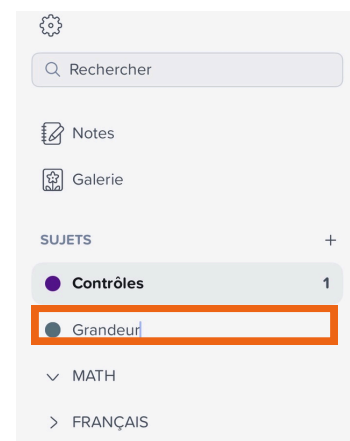 Rechercher
Notes
Galerie
SUJETS +
Contrôles 1
Grandeur
MATH
FRANÇAIS